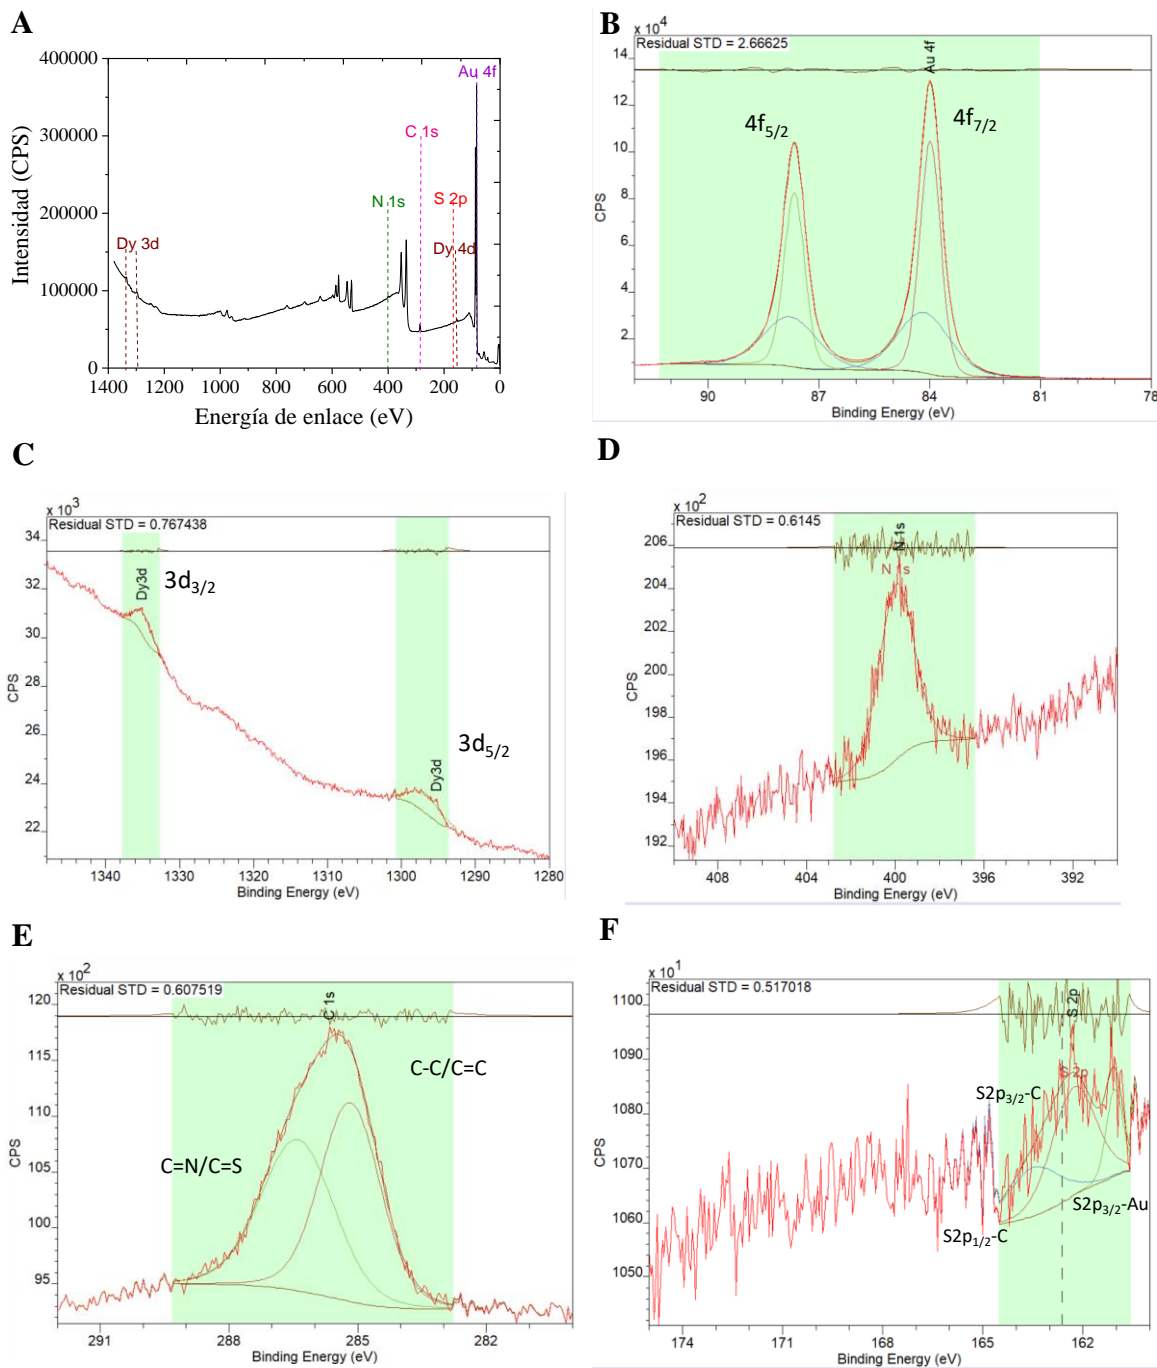 A
Intensidad (CPS)
400000
300000
200000
100000
0
Au 4f
C 1s
N 1s
S 2p
Dy 3d
Dy 4d
1400 1200 1000 800 600 400 200 0
Energía de enlace (eV)
B
x 10⁴
Residual STD = 2.66625
Au 4f
4f5/2
4f7/2
CPS
14
12
10
8
6
4
2
90 87 84 81 78
Binding Energy (eV)
C
x 10³
Residual STD = 0.767438
Dy3d
3d3/2
Dy3d
3d5/2
CPS
34
32
30
28
26
24
22
1340 1330 1320 1310 1300 1290 1280
Binding Energy (eV)
D
x 10²
Residual STD = 0.6145
N 1s
N 1s
CPS
206
204
202
200
198
196
194
192
408 404 400 396 392
Binding Energy (eV)
E
x 10²
Residual STD = 0.607519
C 1s
C-C/C=C
C=N/C=S
CPS
120
115
110
105
100
95
291 288 285 282
Binding Energy (eV)
F
x 10¹
Residual STD = 0.517018
S 2p
S 2p
S2p3/2-C
S2p3/2-Au
S2p1/2-C
CPS
1100
1090
1080
1070
1060
1050
174 171 168 165 162
Binding Energy (eV)